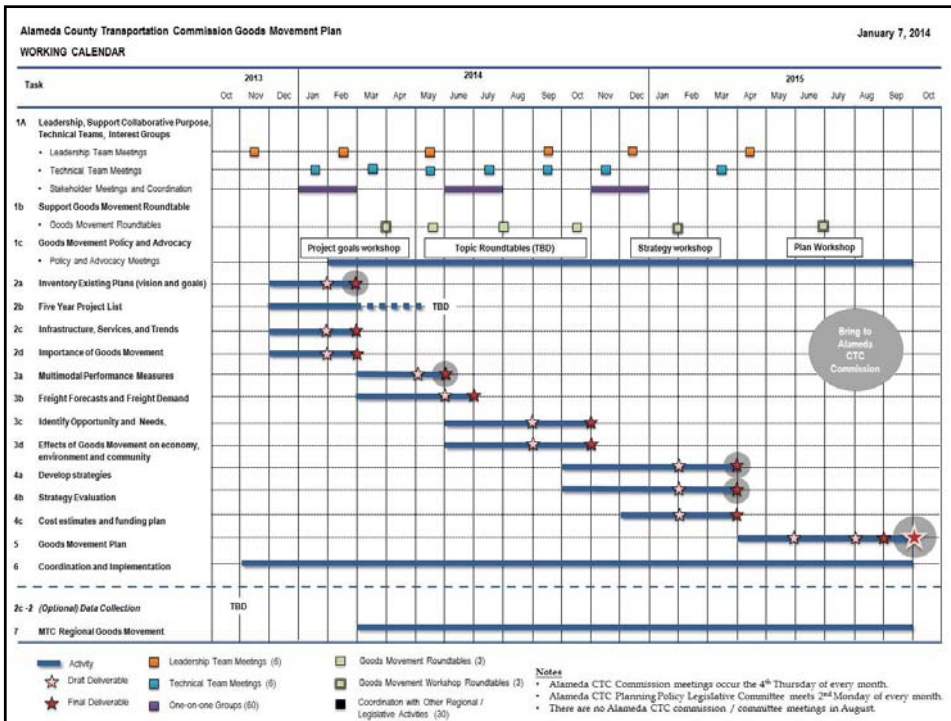 Alameda County Transportation Commission Goods Movement Plan
January 7, 2014
WORKING CALENDAR
Task
2013
2014
2015
Oct Nov Dec Jan Feb Mar Apr May June July Aug Sep Oct Nov Dec Jan Feb Mar Apr May June July Aug Sep Oct
1A Leadership, Support Collaborative Purpose,
Technical Teams, Interest Groups
• Leadership Team Meetings
• Technical Team Meetings
• Stakeholder Meetings and Coordination
1b Support Goods Movement Roundtable
• Goods Movement Roundtables
1c Goods Movement Policy and Advocacy
Project goals workshop
Topic Roundtables (TBD)
Strategy workshop
Plan Workshop
• Policy and Advocacy Meetings
2a Inventory Existing Plans (vision and goals)
2b Five Year Project List
TBD
2c Infrastructure, Services, and Trends
2d Importance of Goods Movement
Bring to
Alameda
CTC
Commission
3a Multimodal Performance Measures
3b Freight Forecasts and Freight Demand
3c Identify Opportunity and Needs,
3d Effects of Goods Movement on economy,
environment and community
4a Develop strategies
4b Strategy Evaluation
4c Cost estimates and funding plan
5 Goods Movement Plan
6 Coordination and Implementation
2c -2 (Optional) Data Collection
TBD
7 MTC Regional Goods Movement
Activity
Draft Deliverable
Final Deliverable
Leadership Team Meetings (6)
Technical Team Meetings (6)
One-on-one Groups (60)
Goods Movement Roundtables (3)
Goods Movement Workshop Roundtables (3)
Coordination with Other Regional /
Legislative Activities (30)
Notes
• Alameda CTC Commission meetings occur the 4th Thursday of every month.
• Alameda CTC Planning Policy Legislative Committee meets 2nd Monday of every month.
• There are no Alameda CTC commission / committee meetings in August.